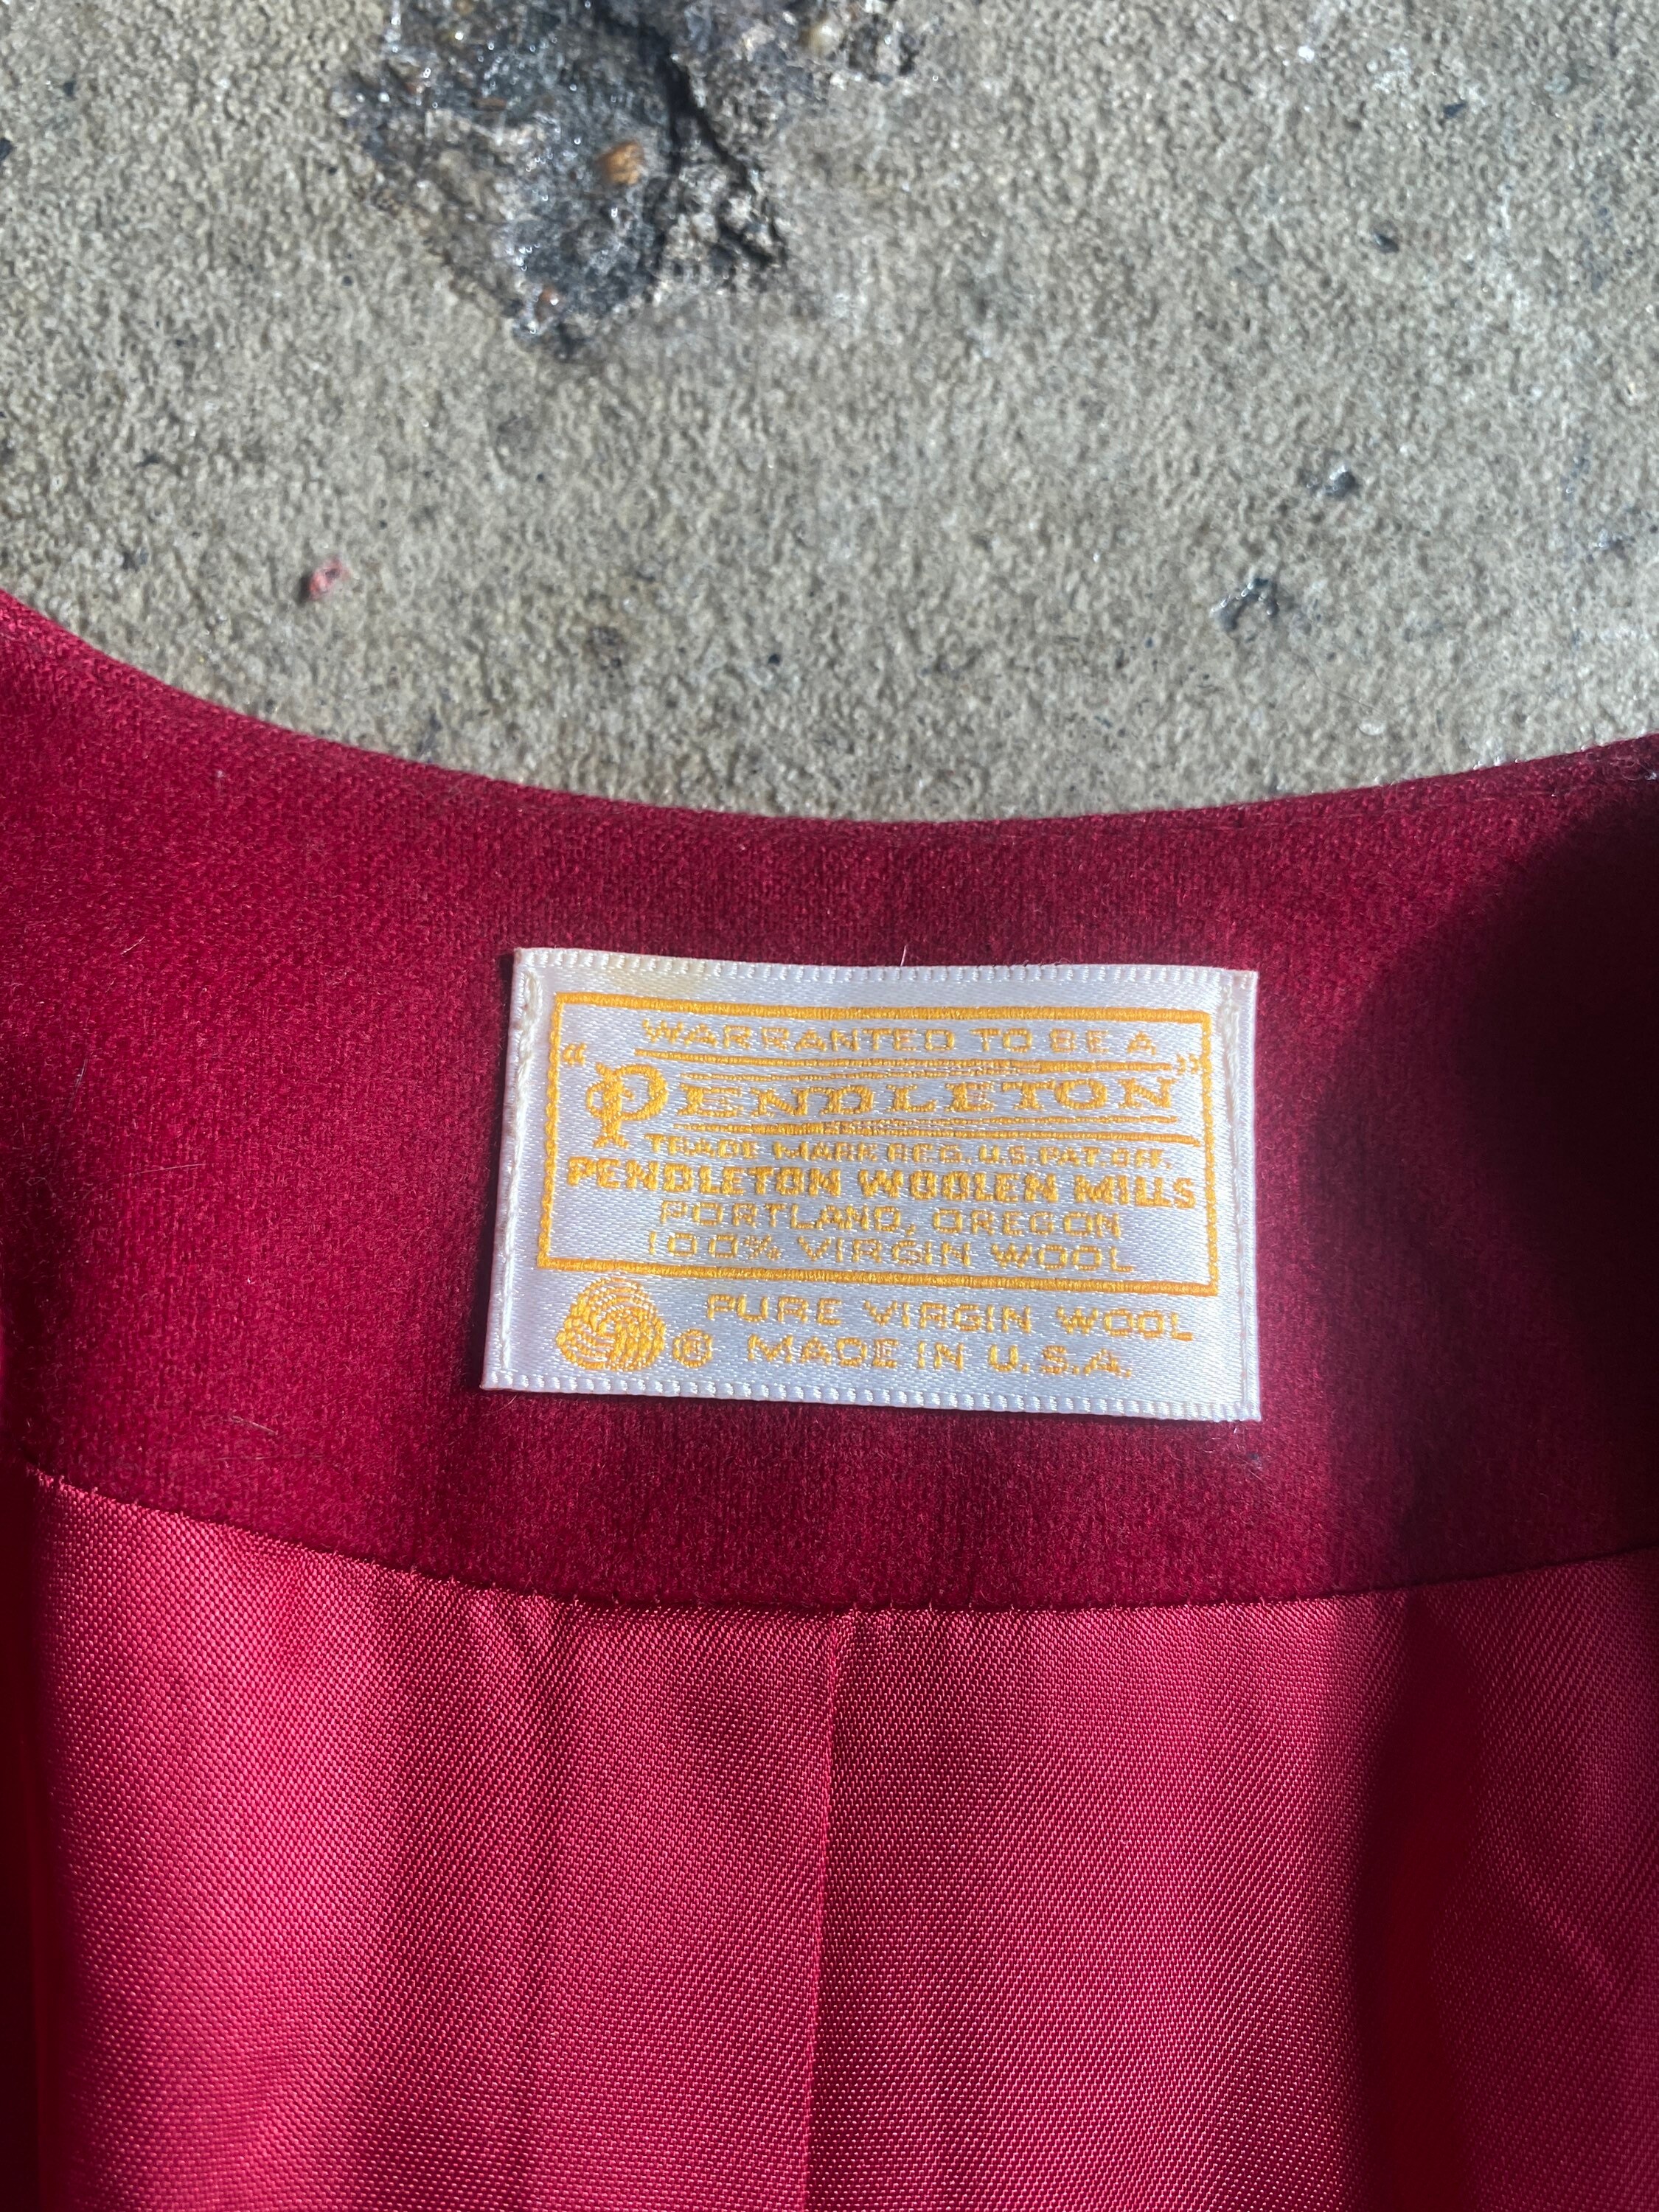 WARRANTED TO BE A
"PENDLETON"
TRADE MARK REG. U.S. PAT. OFF.
PENDLETON WOOLEN MILLS
PORTLAND, OREGON
100% VIRGIN WOOL
® PURE VIRGIN WOOL
MADE IN U.S.A.